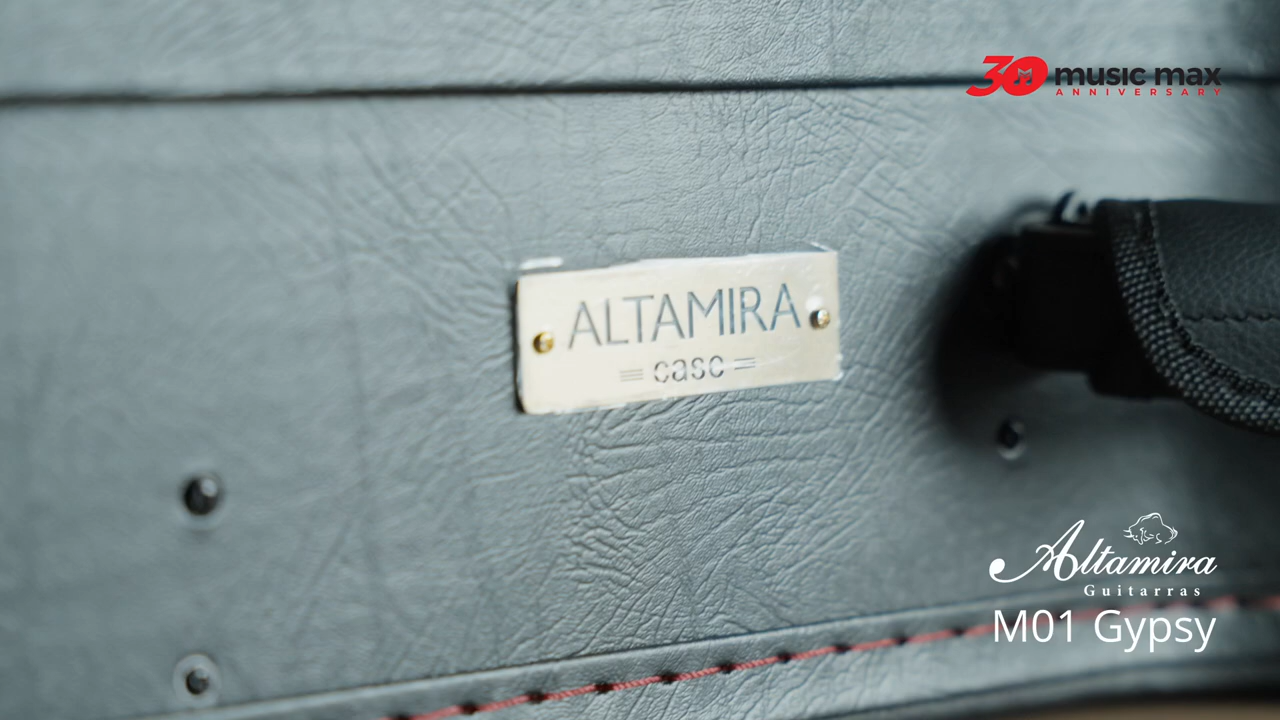 30 music max
ANNIVERSARY
ALTAMIRA
case
Altamira
Guitarras
M01 Gypsy